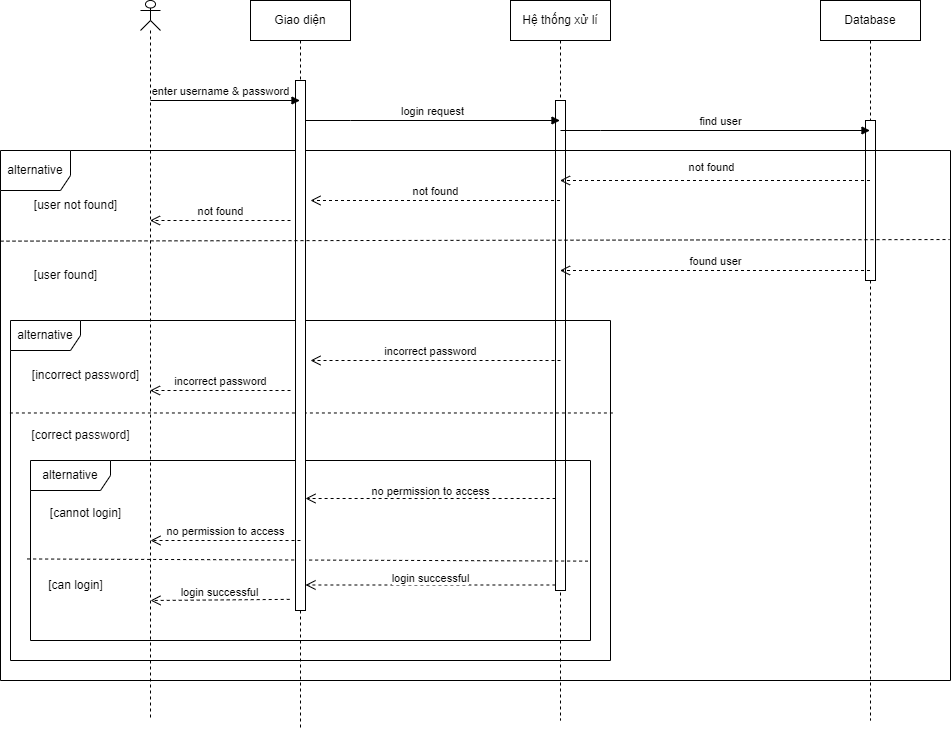 Giao diện
Hệ thống xử lí
Database
enter username & password
login request
find user
alternative
not found
not found
[user not found]
not found
found user
[user found]
alternative
incorrect password
[incorrect password]
incorrect password
[correct password]
alternative
no permission to access
[cannot login]
no permission to access
login successful
[can login]
login successful